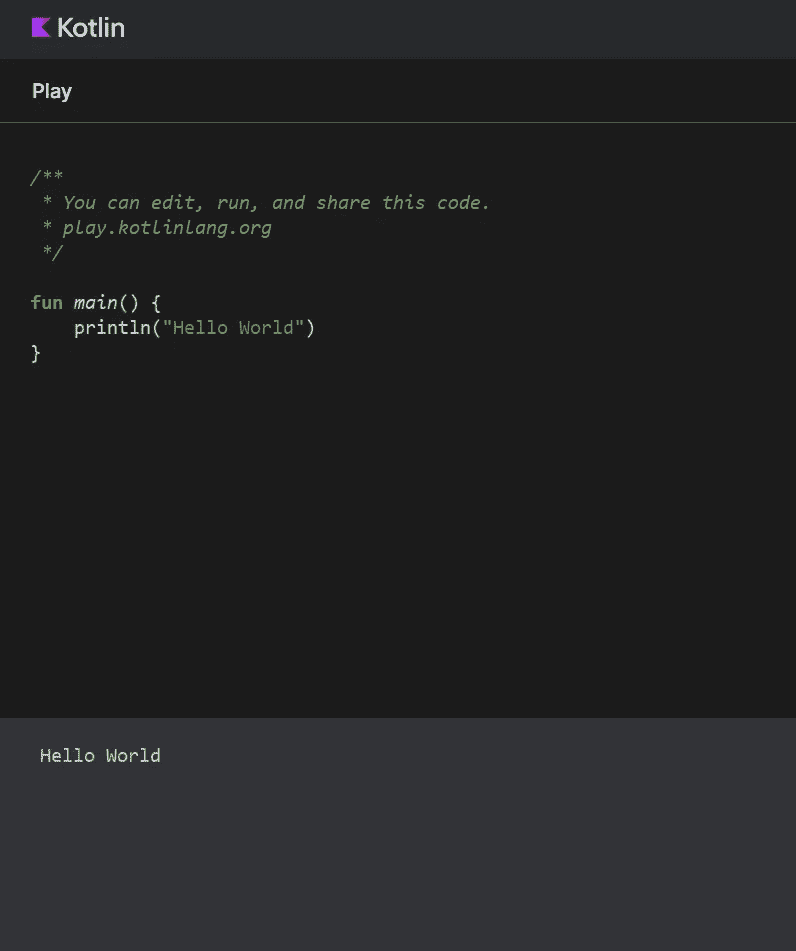 Kotlin
Play
/**
 * You can edit, run, and share this code.
 * play.kotlinlang.org
 */
fun main() {
    println("Hello World")
}
Hello World